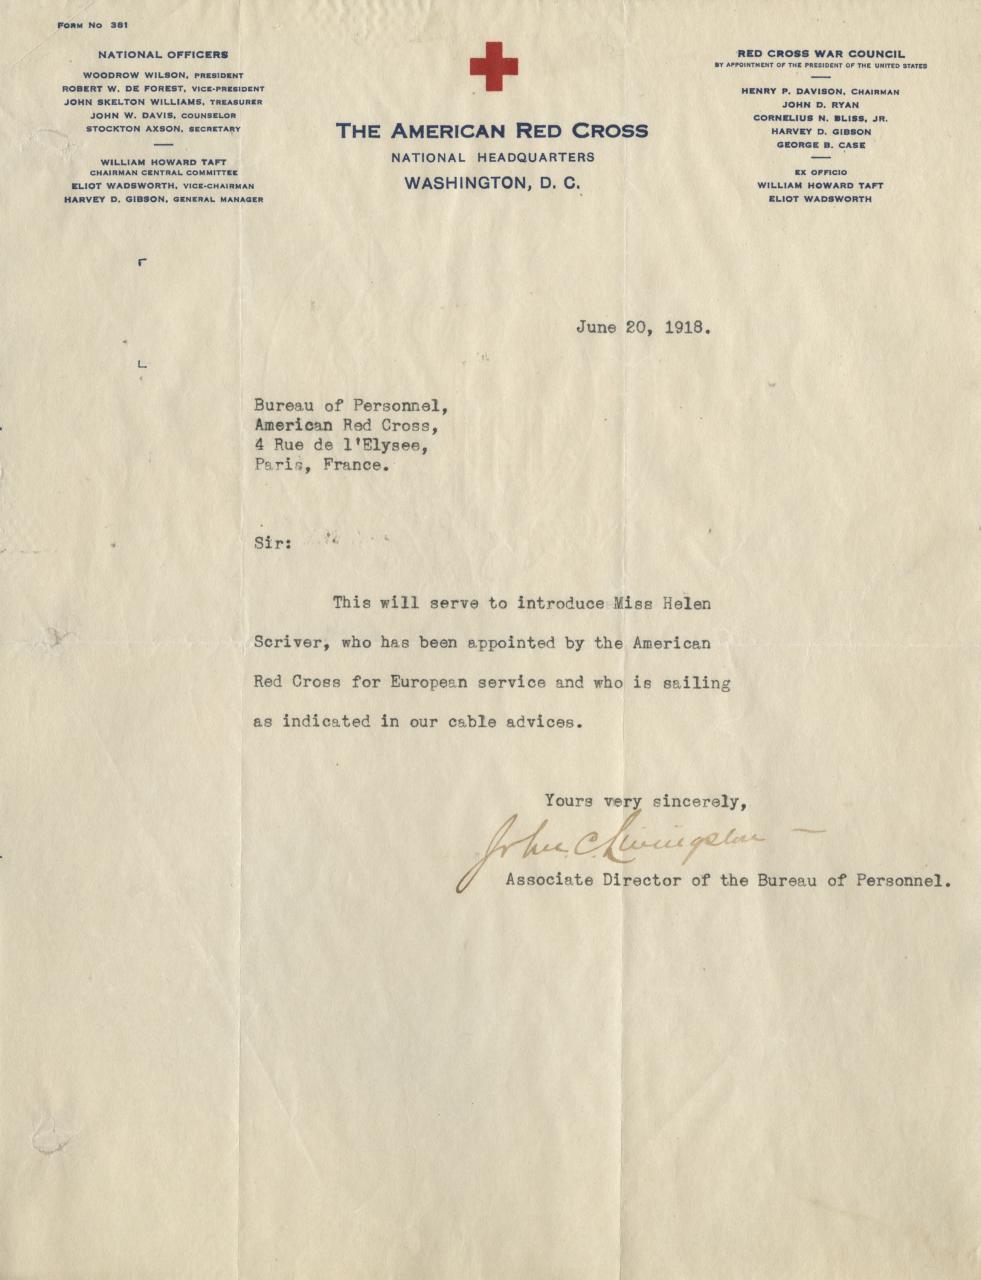 FORM NO 361
NATIONAL OFFICERS
WOODROW WILSON, PRESIDENT
ROBERT W. DE FOREST, VICE-PRESIDENT
JOHN SKELTON WILLIAMS, TREASURER
JOHN W. DAVIS, COUNSELOR
STOCKTON AXSON, SECRETARY
WILLIAM HOWARD TAFT
CHAIRMAN CENTRAL COMMITTEE
ELIOT WADSWORTH, VICE-CHAIRMAN
HARVEY D. GIBSON, GENERAL MANAGER
THE AMERICAN RED CROSS
NATIONAL HEADQUARTERS
WASHINGTON, D. C.
RED CROSS WAR COUNCIL
BY APPOINTMENT OF THE PRESIDENT OF THE UNITED STATES
HENRY P. DAVISON, CHAIRMAN
JOHN D. RYAN
CORNELIUS N. BLISS, JR.
HARVEY D. GIBSON
GEORGE B. CASE
EX OFFICIO
WILLIAM HOWARD TAFT
ELIOT WADSWORTH
June 20, 1918.
Bureau of Personnel,
American Red Cross,
4 Rue de l'Elysee,
Paris, France.
Sir:
This will serve to introduce Miss Helen
Scriver, who has been appointed by the American
Red Cross for European service and who is sailing
as indicated in our cable advices.
Yours very sincerely,
John C. Livingston
Associate Director of the Bureau of Personnel.